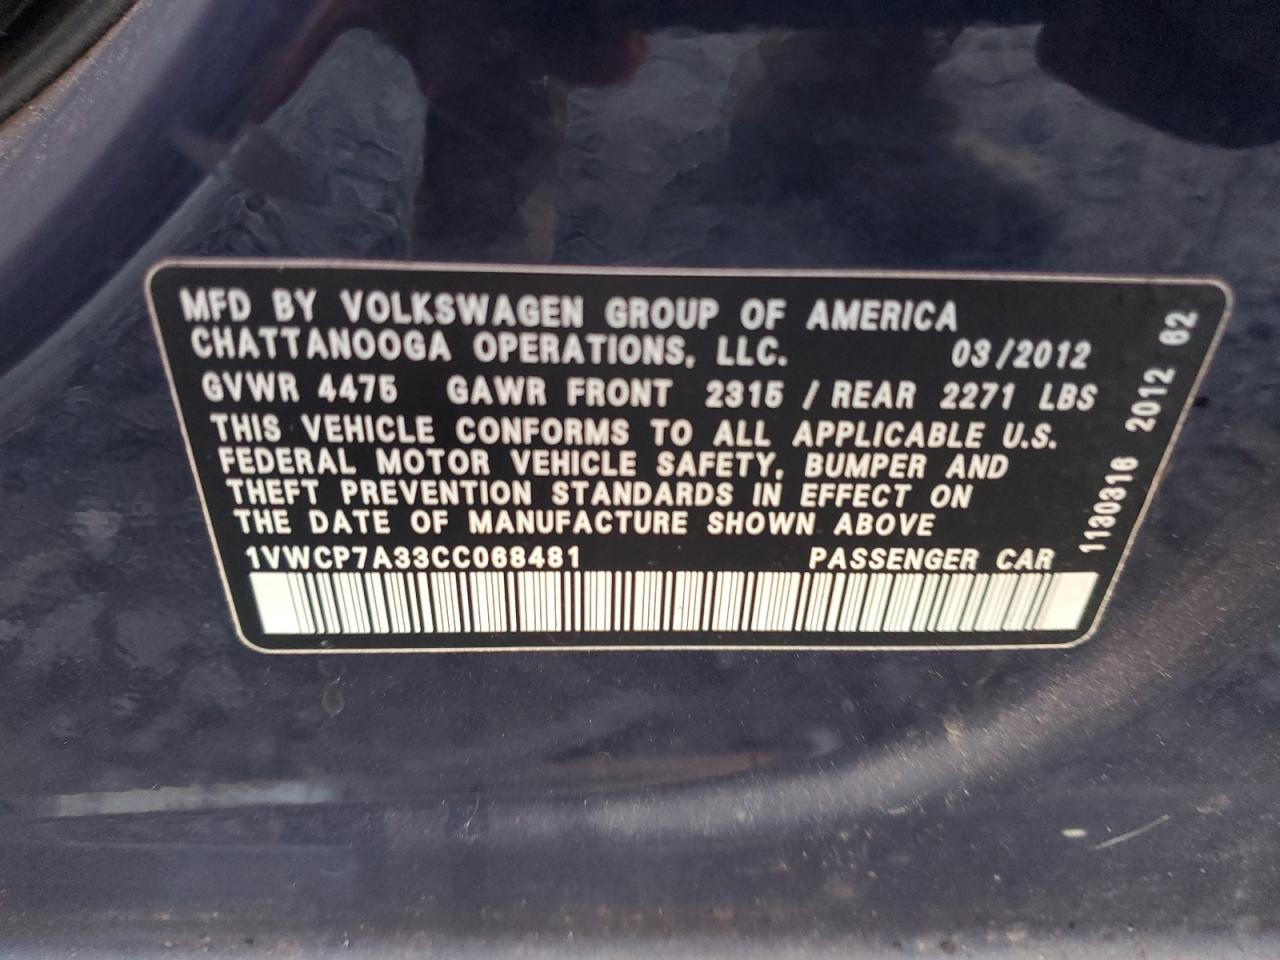 MFD BY VOLKSWAGEN GROUP OF AMERICA
CHATTANOOGA OPERATIONS, LLC. 03/2012
GVWR 4475 GAWR FRONT 2315 / REAR 2271 LBS
THIS VEHICLE CONFORMS TO ALL APPLICABLE U.S.
FEDERAL MOTOR VEHICLE SAFETY, BUMPER AND
THEFT PREVENTION STANDARDS IN EFFECT ON
THE DATE OF MANUFACTURE SHOWN ABOVE
1VWCP7A33CC068481 PASSENGER CAR
1130316 2012 62